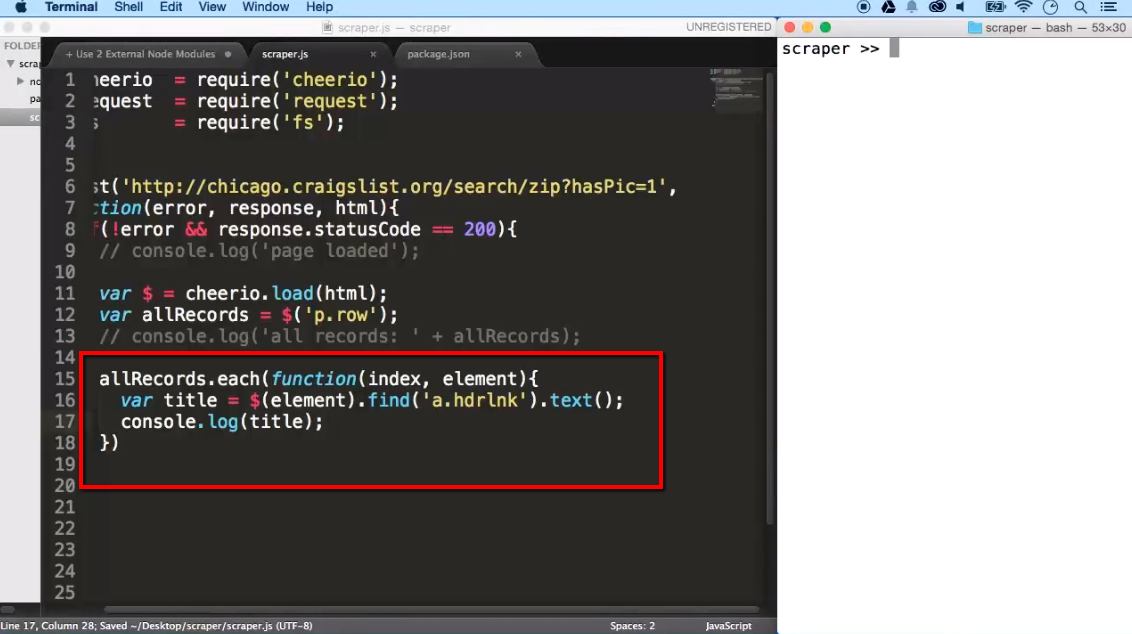 Terminal Shell Edit View Window Help
scraper.js — scraper
UNREGISTERED
scraper — bash — 53×30
FOLDER
+ Use 2 External Node Modules
scraper.js
×
package.json
×
scrap
no
pa
sc
scraper >>
1 heerio = require('cheerio');
2 equest = require('request');
3 s = require('fs');
4
5
6 st('http://chicago.craigslist.org/search/zip?hasPic=1',
7 ction(error, response, html){
8 f(!error && response.statusCode == 200){
9 // console.log('page loaded');
10
11 var $ = cheerio.load(html);
12 var allRecords = $('p.row');
13 // console.log('all records: ' + allRecords);
14
15 allRecords.each(function(index, element){
16 var title = $(element).find('a.hdrlnk').text();
17 console.log(title);
18 })
19
20
21
22
23
24
25
Line 17, Column 28; Saved ~/Desktop/scraper/scraper.js (UTF-8)
Spaces: 2
JavaScript